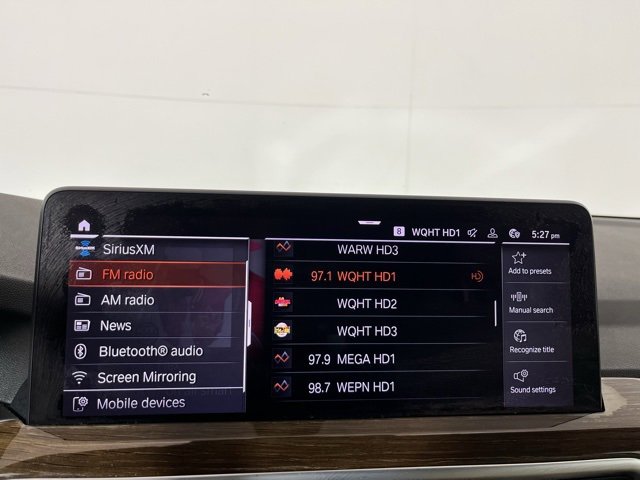 8 WQHT HD1 5:27 pm
SiriusXM
FM radio
AM radio
News
Bluetooth® audio
Screen Mirroring
Mobile devices
WARW HD3
97.1 WQHT HD1
WQHT HD2
WQHT HD3
97.9 MEGA HD1
98.7 WEPN HD1
Add to presets
Manual search
Recognize title
Sound settings